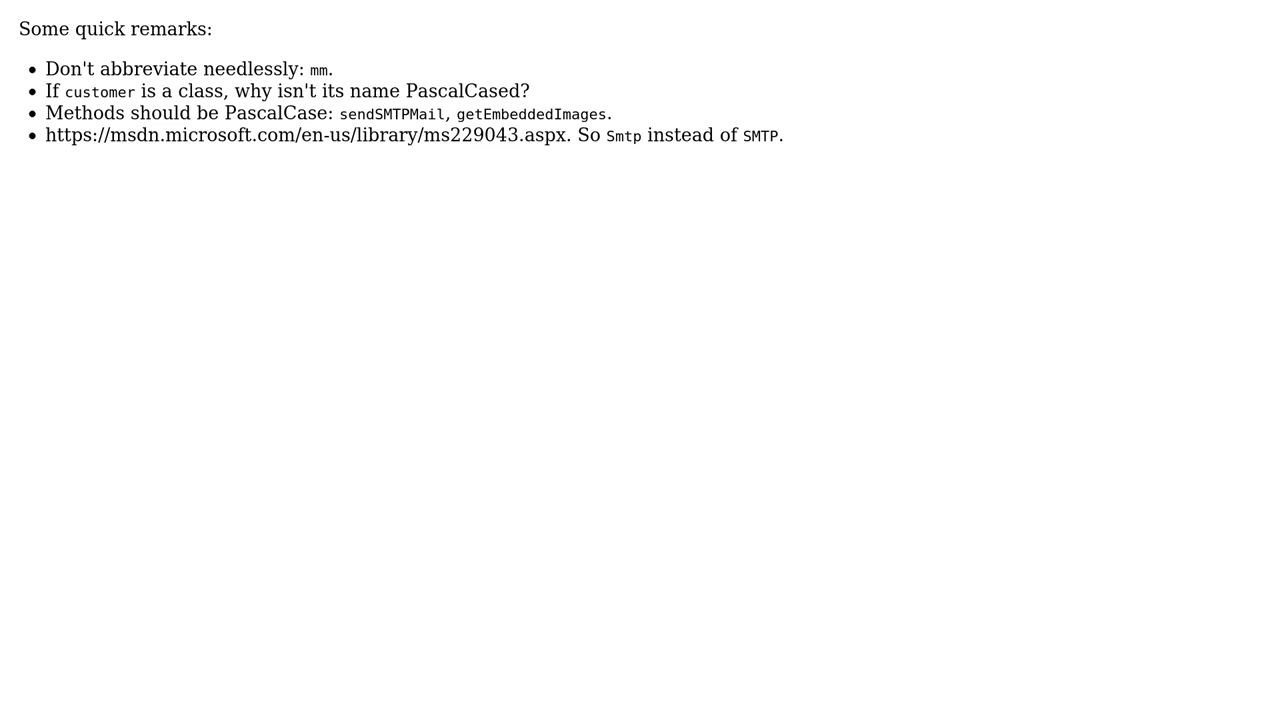 Some quick remarks:
Don't abbreviate needlessly: mm.
If customer is a class, why isn't its name PascalCased?
Methods should be PascalCase: sendSMTPMail, getEmbeddedImages.
https://msdn.microsoft.com/en-us/library/ms229043.aspx. So Smtp instead of SMTP.